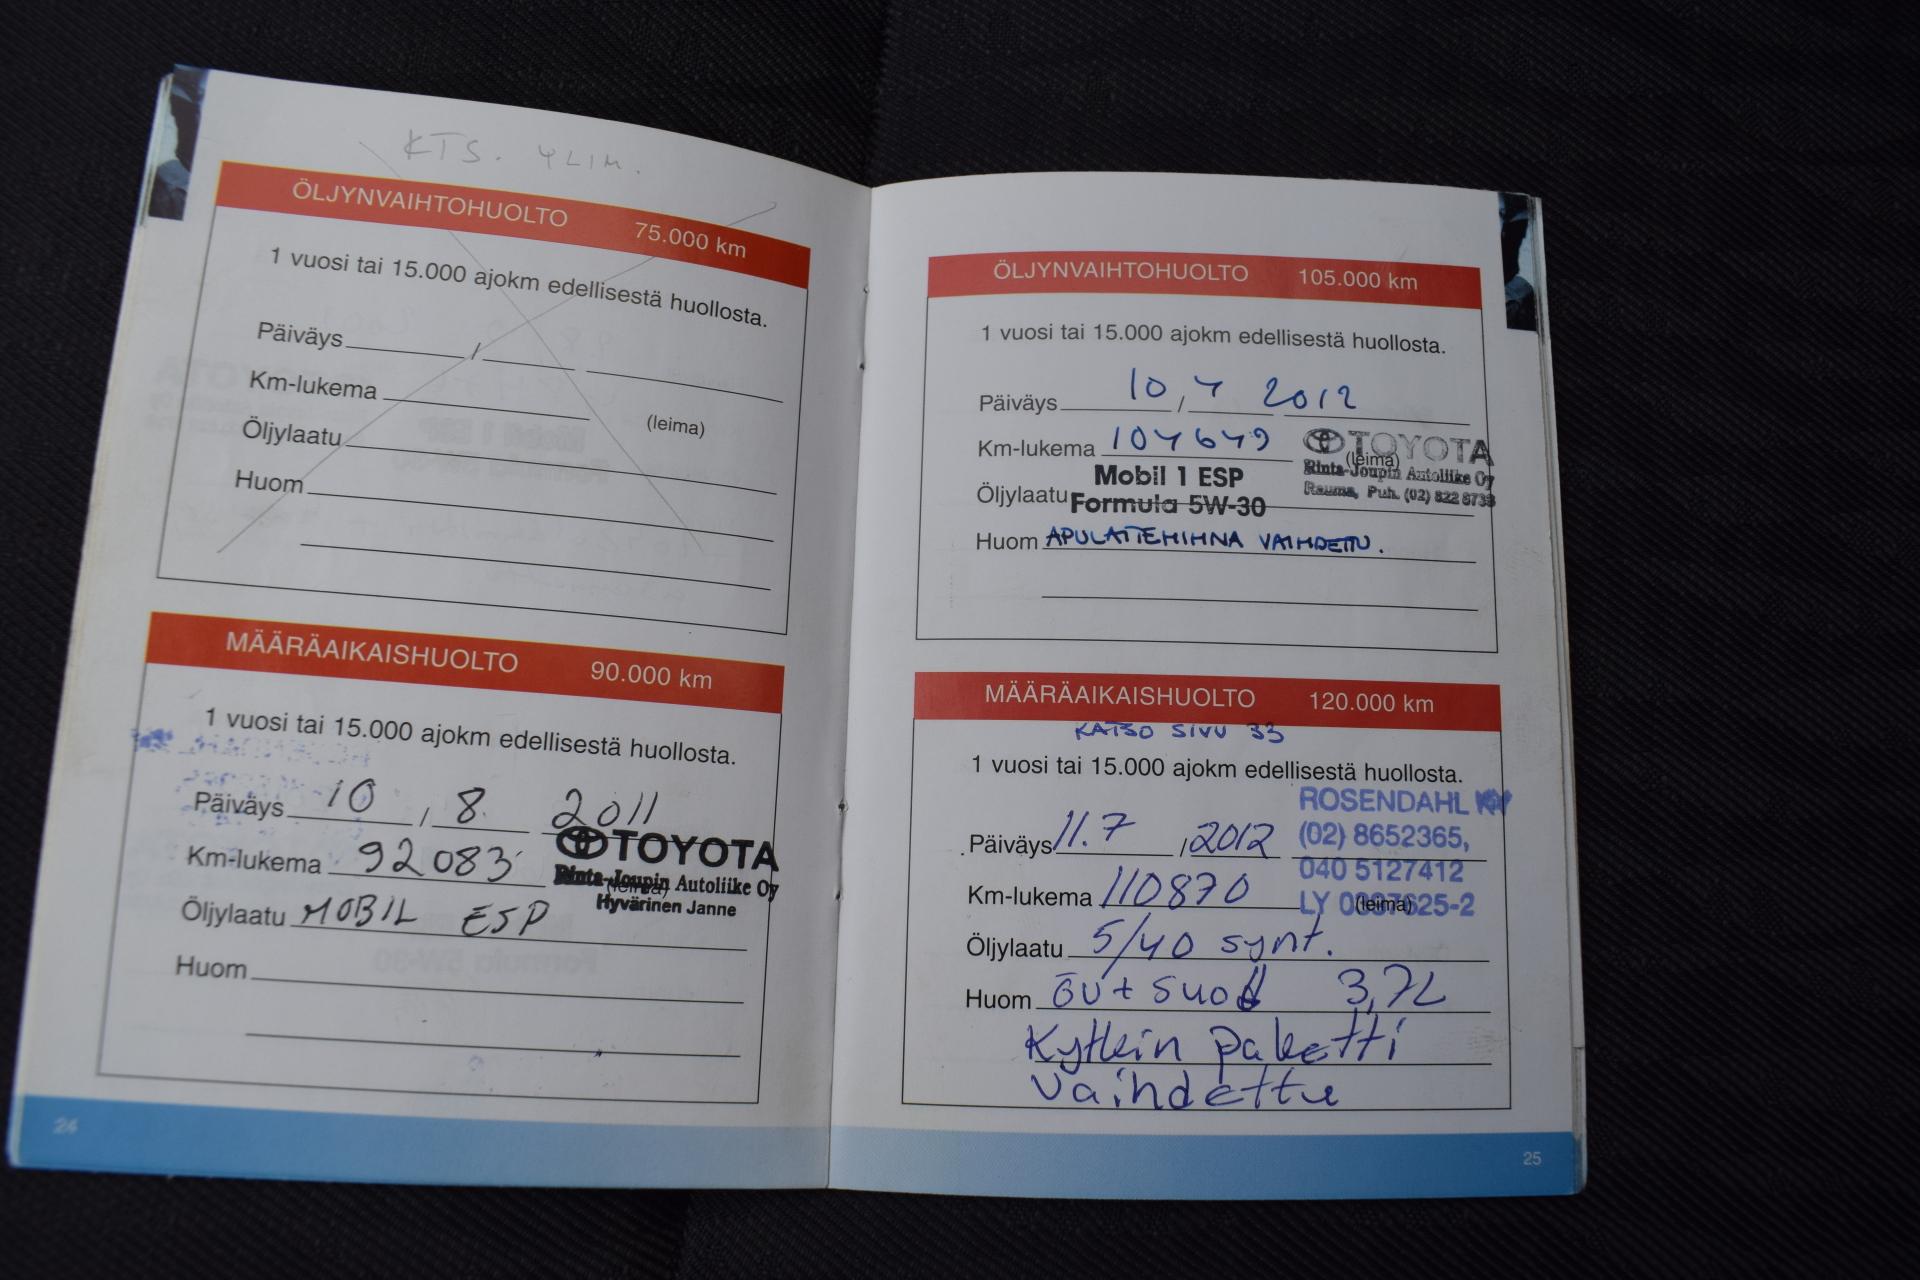 KTS. YLIM.
ÖLJYNVAIHTOHUOLTO 75.000 km
1 vuosi tai 15.000 ajokm edellisestä huollosta.
Päiväys / 
Km-lukema
(leima)
Öljylaatu
Huom
MÄÄRÄAIKAISHUOLTO 90.000 km
1 vuosi tai 15.000 ajokm edellisestä huollosta.
Päiväys 10 / 8 2011
Km-lukema 92083
TOYOTA
Rinta-Joupin Autoliike Oy
(leima)
Hyvärinen Janne
Öljylaatu MOBIL ESP
Huom
24
ÖLJYNVAIHTOHUOLTO 105.000 km
1 vuosi tai 15.000 ajokm edellisestä huollosta.
Päiväys 10 / 4 2012
Km-lukema 104649
TOYOTA
(leima)
Rinta-Joupin Autoliike Oy
Rauma, Puh. (02) 822 8733
Öljylaatu Mobil 1 ESP
Formula 5W-30
Huom APULAITEHIHNA VAIHDETTU.
MÄÄRÄAIKAISHUOLTO 120.000 km
KATSO SIVU 33
1 vuosi tai 15.000 ajokm edellisestä huollosta.
ROSENDAHL KY
(02) 8652365,
040 5127412
LY
(leima)
Päiväys 11.7 / 2012
Km-lukema 110870
Öljylaatu 5/40 synt.
Huom öv + suod 3,7L
Kytkin paketti
vaihdettu
25